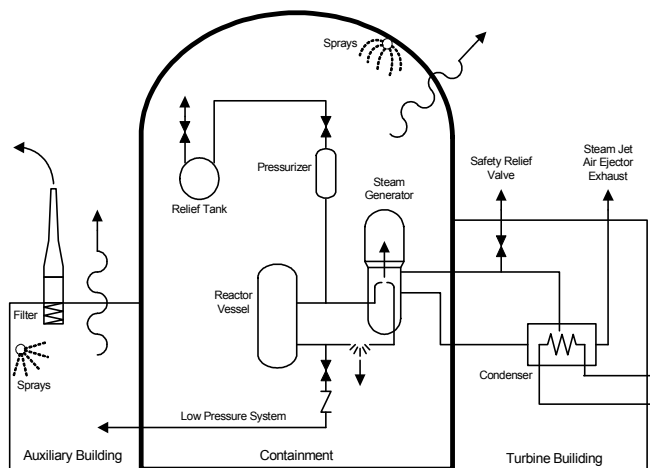 Sprays
Safety Relief
Valve
Steam Jet
Air Ejector
Exhaust
Pressurizer
Steam
Generator
Relief Tank
Reactor
Vessel
Filter
Sprays
Condenser
Low Pressure System
Auxiliary Building
Containment
Turbine Builiding